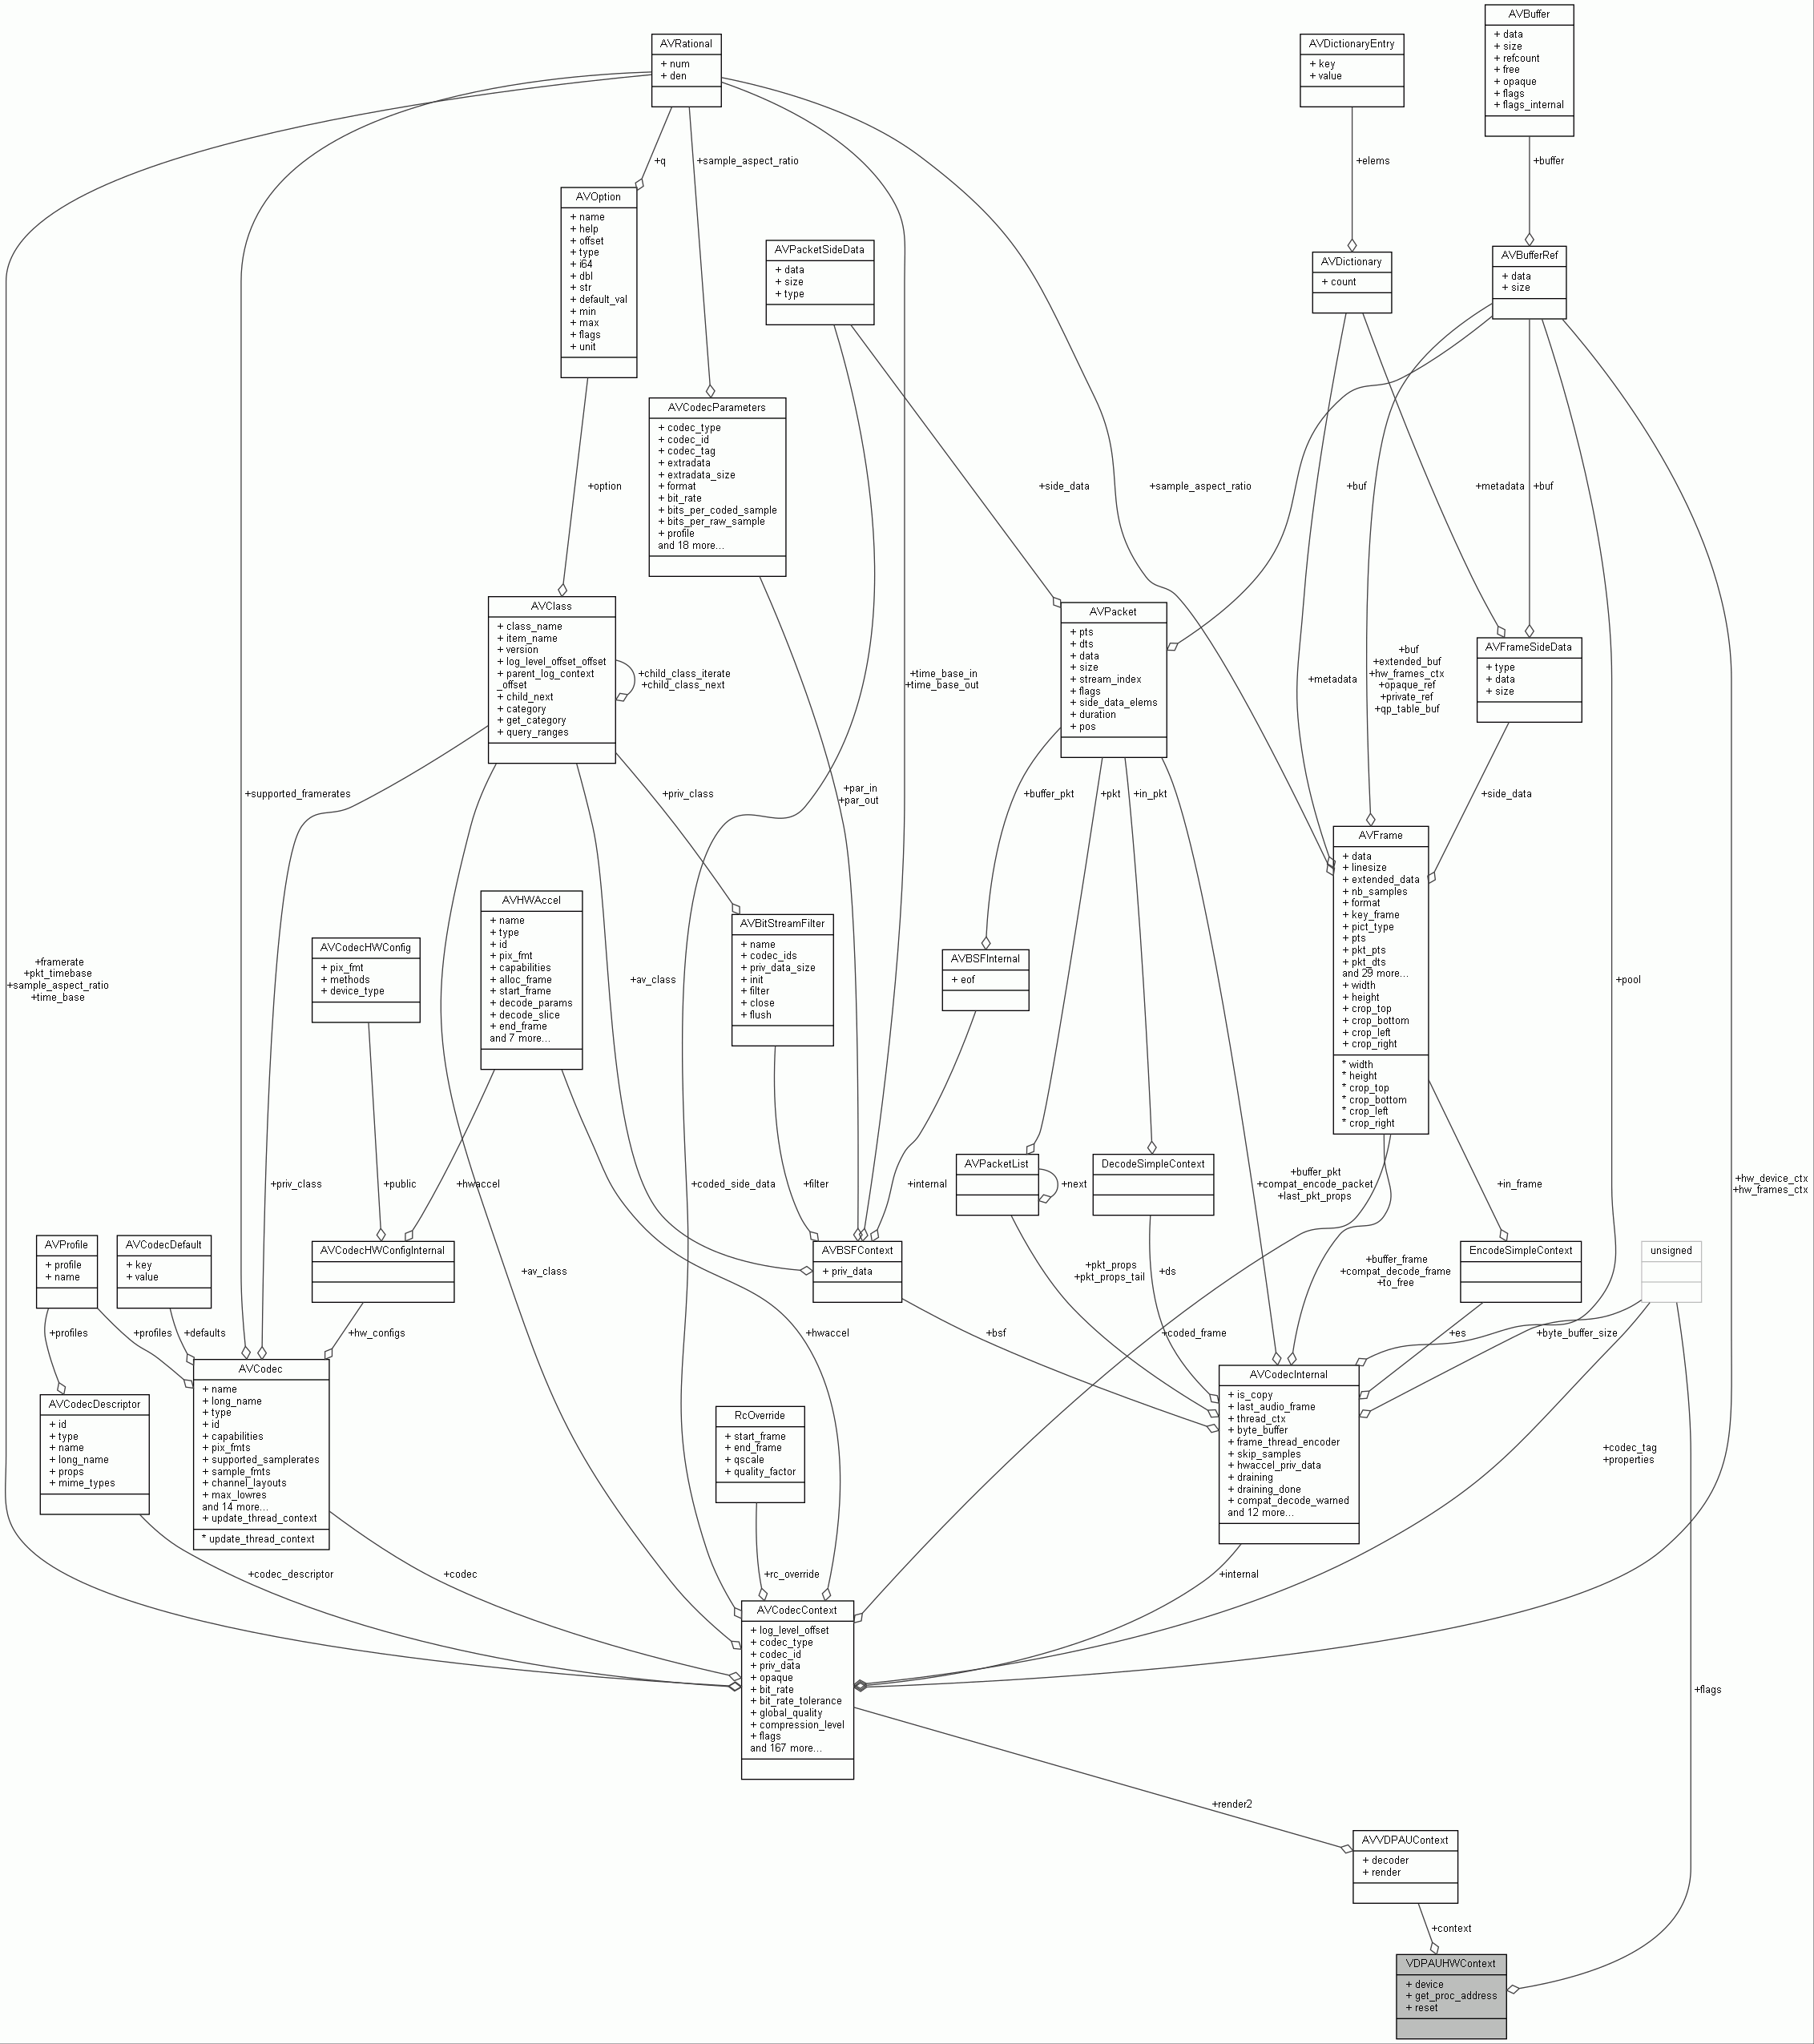 AVBuffer
+ data
+ size
+ refcount
+ free
+ opaque
+ flags
+ flags_internal
AVRational
+ num
+ den
AVDictionaryEntry
+ key
+ value
+q
+sample_aspect_ratio
+elems
+buffer
AVOption
+ name
+ help
+ offset
+ type
+ i64
+ dbl
+ str
+ default_val
+ min
+ max
+ flags
+ unit
AVPacketSideData
+ data
+ size
+ type
AVDictionary
+ count
AVBufferRef
+ data
+ size
AVCodecParameters
+ codec_type
+ codec_id
+ codec_tag
+ extradata
+ extradata_size
+ format
+ bit_rate
+ bits_per_coded_sample
+ bits_per_raw_sample
+ profile
and 18 more...
+option
+side_data
+sample_aspect_ratio
+buf
+metadata
+buf
AVClass
+ class_name
+ item_name
+ version
+ log_level_offset_offset
+ parent_log_context
_offset
+ child_next
+ category
+ get_category
+ query_ranges
+child_class_iterate
+child_class_next
+time_base_in
+time_base_out
AVPacket
+ pts
+ dts
+ data
+ size
+ stream_index
+ flags
+ side_data_elems
+ duration
+ pos
+metadata
+buf
+extended_buf
+hw_frames_ctx
+opaque_ref
+private_ref
+qp_table_buf
AVFrameSideData
+ type
+ data
+ size
+supported_framerates
+priv_class
+par_in
+par_out
+buffer_pkt
+pkt
+in_pkt
+side_data
AVFrame
+ data
+ linesize
+ extended_data
+ nb_samples
+ format
+ key_frame
+ pict_type
+ pts
+ pkt_pts
+ pkt_dts
and 29 more...
+ width
+ height
+ crop_top
+ crop_bottom
+ crop_left
+ crop_right
* width
* height
* crop_top
* crop_bottom
* crop_left
* crop_right
AVHWAccel
+ name
+ type
+ id
+ pix_fmt
+ capabilities
+ alloc_frame
+ start_frame
+ decode_params
+ decode_slice
+ end_frame
and 7 more...
AVBitStreamFilter
+ name
+ codec_ids
+ priv_data_size
+ init
+ filter
+ close
+ flush
AVCodecHWConfig
+ pix_fmt
+ methods
+ device_type
AVBSFInternal
+ eof
+framerate
+pkt_timebase
+sample_aspect_ratio
+time_base
+av_class
+pool
AVPacketList
+next
DecodeSimpleContext
+priv_class
+public
+hwaccel
+coded_side_data
+filter
+internal
+buffer_pkt
+compat_encode_packet
+last_pkt_props
+in_frame
+hw_device_ctx
+hw_frames_ctx
AVProfile
+ profile
+ name
AVCodecDefault
+ key
+ value
AVCodecHWConfigInternal
+av_class
AVBSFContext
+ priv_data
+pkt_props
+pkt_props_tail
+ds
+buffer_frame
+compat_decode_frame
+to_free
EncodeSimpleContext
unsigned
+profiles
+profiles
+defaults
+hw_configs
+hwaccel
+bsf
+coded_frame
+es
+byte_buffer_size
AVCodecDescriptor
+ id
+ type
+ name
+ long_name
+ props
+ mime_types
AVCodec
+ name
+ long_name
+ type
+ id
+ capabilities
+ pix_fmts
+ supported_samplerates
+ sample_fmts
+ channel_layouts
+ max_lowres
and 14 more...
+ update_thread_context
* update_thread_context
RcOverride
+ start_frame
+ end_frame
+ qscale
+ quality_factor
AVCodecInternal
+ is_copy
+ last_audio_frame
+ thread_ctx
+ byte_buffer
+ frame_thread_encoder
+ skip_samples
+ hwaccel_priv_data
+ draining
+ draining_done
+ compat_decode_warned
and 12 more...
+codec_tag
+properties
+codec_descriptor
+codec
+rc_override
+internal
AVCodecContext
+ log_level_offset
+ codec_type
+ codec_id
+ priv_data
+ opaque
+ bit_rate
+ bit_rate_tolerance
+ global_quality
+ compression_level
+ flags
and 167 more...
+flags
+render2
AVVDPAUContext
+ decoder
+ render
+context
VDPAUHWContext
+ device
+ get_proc_address
+ reset